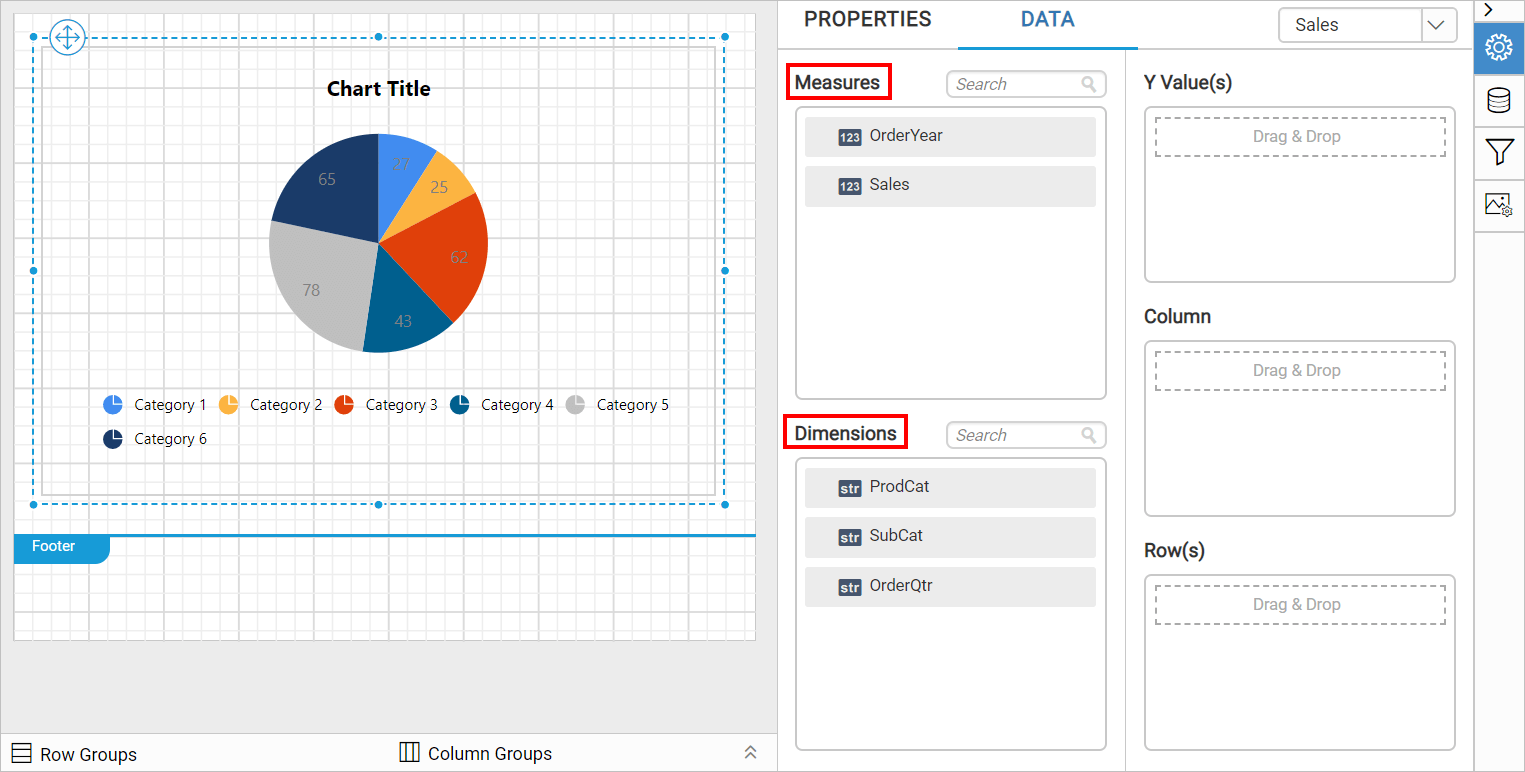 Chart Title
27
25
65
62
78
43
Category 1 Category 2 Category 3 Category 4 Category 5
Category 6
Footer
Row Groups
Column Groups
PROPERTIES
DATA
Sales
Measures
Search
123 OrderYear
123 Sales
Dimensions
Search
str ProdCat
str SubCat
str OrderQtr
Y Value(s)
Drag & Drop
Column
Drag & Drop
Row(s)
Drag & Drop